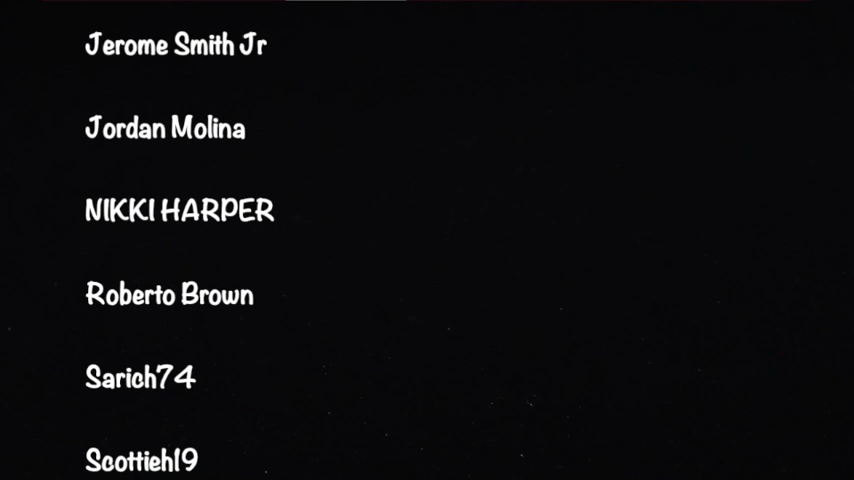 Jerome Smith Jr
Jordan Molina
NIKKI HARPER
Roberto Brown
Sarich74
Scottieh19